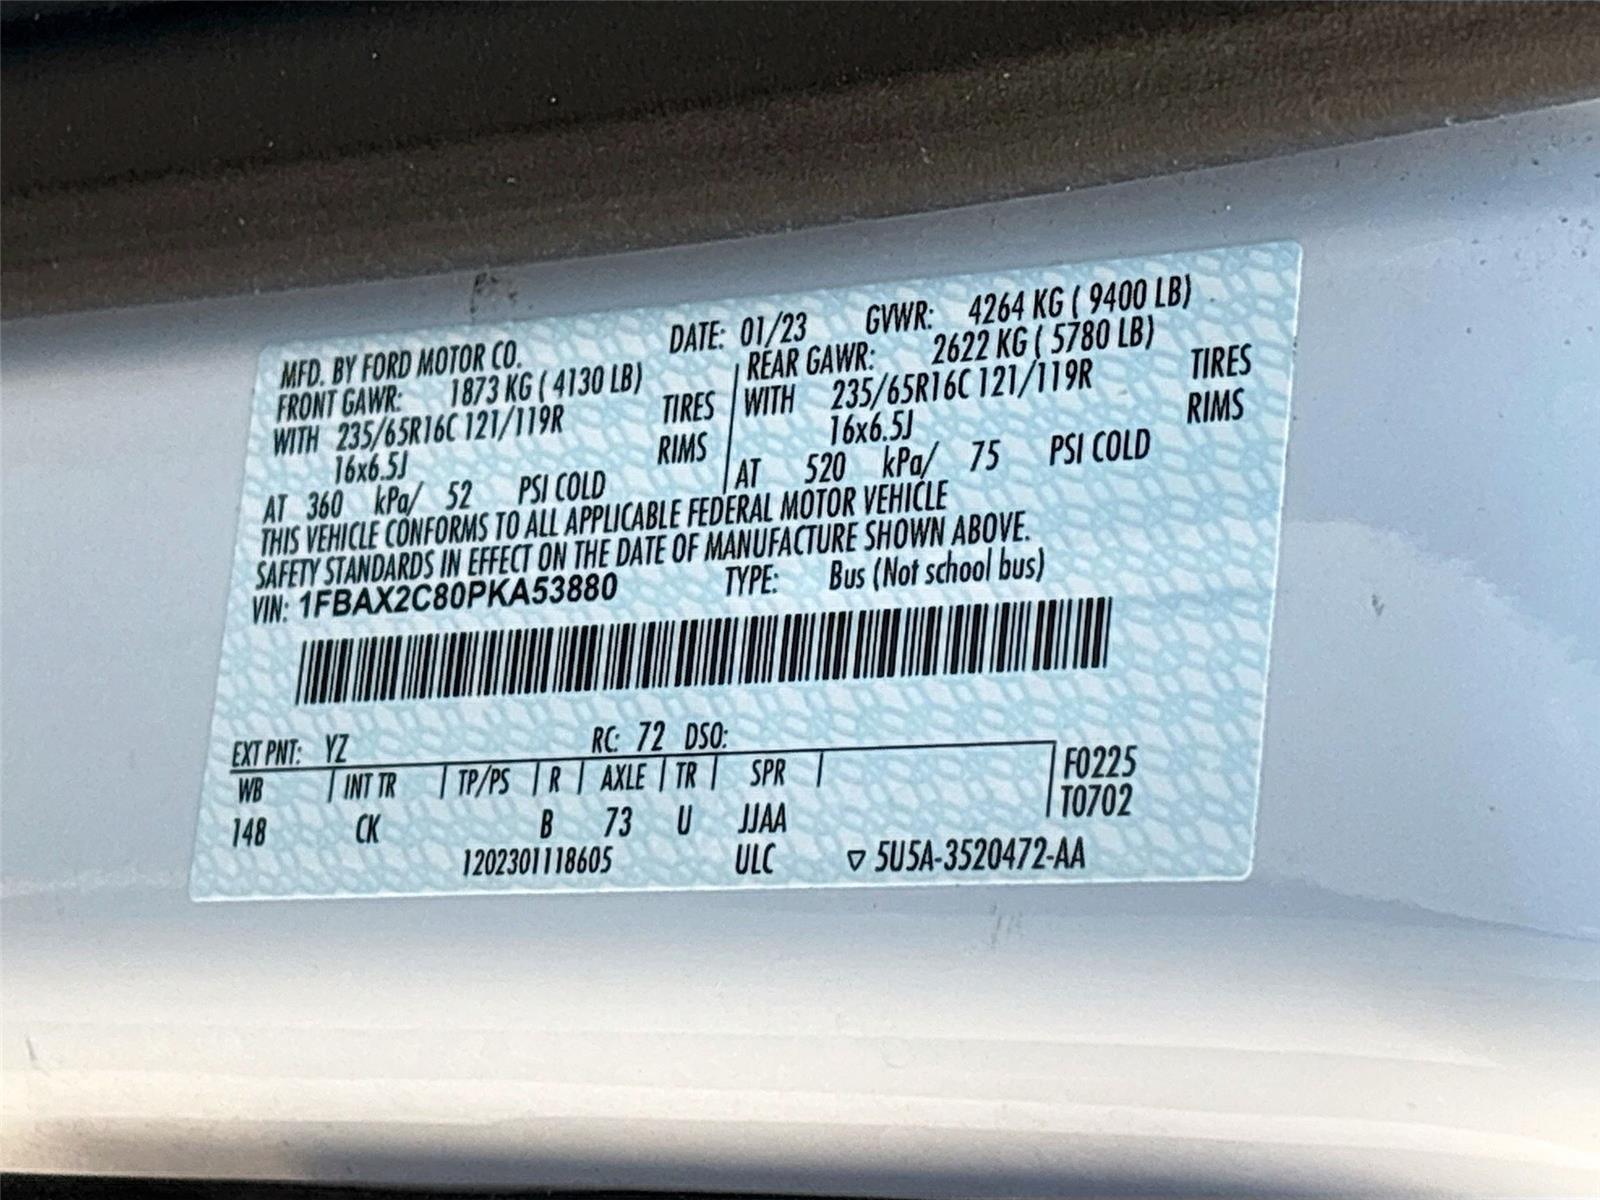 MFD. BY FORD MOTOR CO. DATE: 01/23 GVWR: 4264 KG ( 9400 LB)
FRONT GAWR: 1873 KG ( 4130 LB) REAR GAWR: 2622 KG ( 5780 LB)
WITH 235/65R16C 121/119R TIRES WITH 235/65R16C 121/119R TIRES
16x6.5J RIMS 16x6.5J RIMS
AT 360 kPa/ 52 PSI COLD AT 520 kPa/ 75 PSI COLD
THIS VEHICLE CONFORMS TO ALL APPLICABLE FEDERAL MOTOR VEHICLE
SAFETY STANDARDS IN EFFECT ON THE DATE OF MANUFACTURE SHOWN ABOVE.
VIN: 1FBAX2C80PKA53880 TYPE: Bus (Not school bus)
EXT PNT: YZ RC: 72 DSO:
WB INT TR TP/PS R AXLE TR SPR F0225
148 CK B 73 U JJAA T0702
1202301118605 ULC ▽ 5U5A-3520472-AA